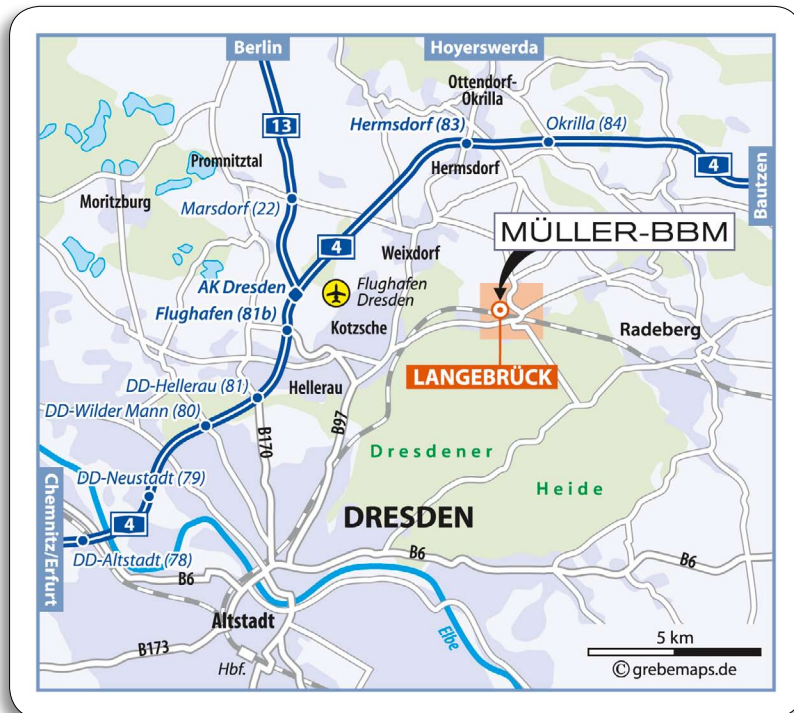 Berlin
Hoyerswerda
Ottendorf-
Okrilla
13
Hermsdorf (83)
Okrilla (84)
Promnitztal
Hermsdorf
4
Bautzen
Moritzburg
Marsdorf (22)
4
Weixdorf
MÜLLER-BBM
AK Dresden
Flughafen
Dresden
Flughafen (81b)
Kotzsche
Radeberg
LANGEBRÜCK
DD-Hellerau (81)
Hellerau
DD-Wilder Mann (80)
B170
B97
Dresdener
Heide
DD-Neustadt (79)
Chemnitz/Erfurt
4
DRESDEN
DD-Altstadt (78)
B6
B6
B6
Altstadt
Elbe
B173
Hbf.
5 km
© grebemaps.de